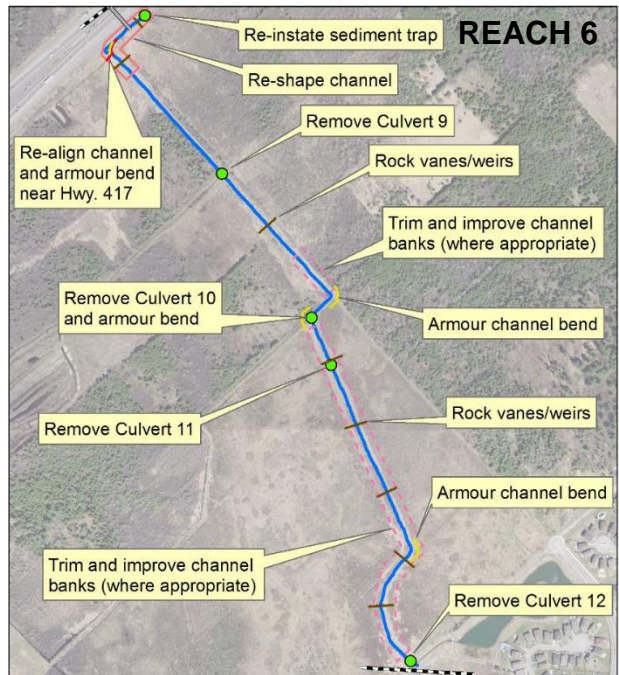 REACH 6
Re-instate sediment trap
Re-shape channel
Remove Culvert 9
Re-align channel
and armour bend
near Hwy. 417
Rock vanes/weirs
Trim and improve channel
banks (where appropriate)
Remove Culvert 10
and armour bend
Armour channel bend
Remove Culvert 11
Rock vanes/weirs
Armour channel bend
Trim and improve channel
banks (where appropriate)
Remove Culvert 12